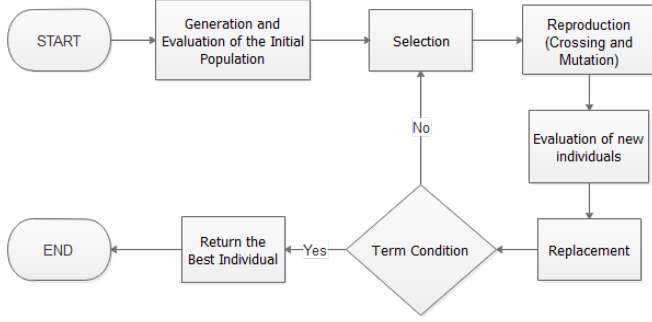 START
Generation and
Evaluation of the Initial
Population
Selection
Reproduction
(Crossing and
Mutation)
No
Evaluation of new
individuals
END
Return the
Best Individual
Yes
Term Condition
Replacement